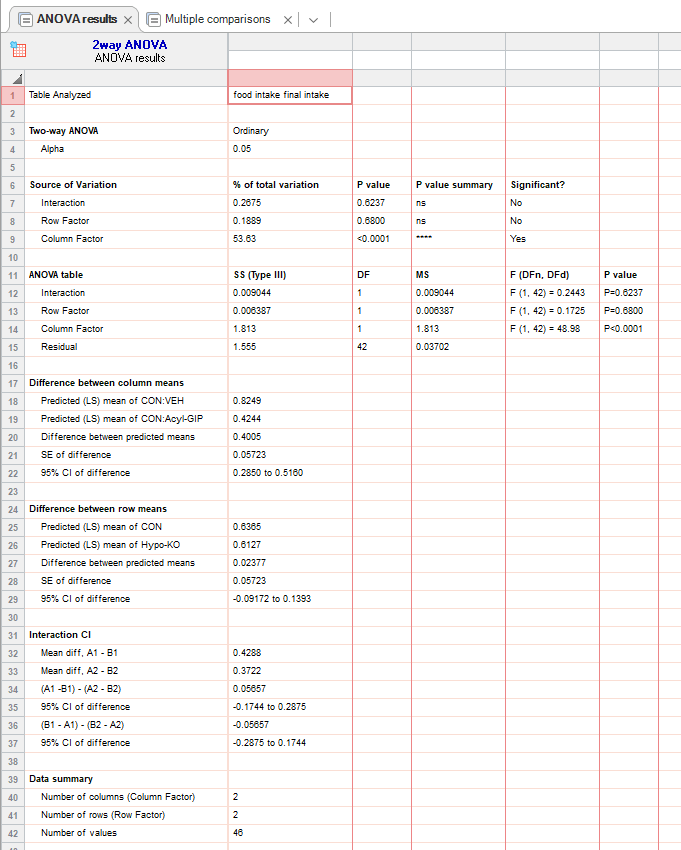 ANOVA results
Multiple comparisons
2way ANOVA
ANOVA results
1 Table Analyzed food intake final intake
2
3 Two-way ANOVA Ordinary
4 Alpha 0.05
5
6 Source of Variation % of total variation P value P value summary Significant?
7 Interaction 0.2675 0.6237 ns No
8 Row Factor 0.1889 0.6800 ns No
9 Column Factor 53.63 <0.0001 **** Yes
10
11 ANOVA table SS (Type III) DF MS F (DFn, DFd) P value
12 Interaction 0.009044 1 0.009044 F (1, 42) = 0.2443 P=0.6237
13 Row Factor 0.006387 1 0.006387 F (1, 42) = 0.1725 P=0.6800
14 Column Factor 1.813 1 1.813 F (1, 42) = 48.98 P<0.0001
15 Residual 1.555 42 0.03702
16
17 Difference between column means
18 Predicted (LS) mean of CON:VEH 0.8249
19 Predicted (LS) mean of CON:Acyl-GIP 0.4244
20 Difference between predicted means 0.4005
21 SE of difference 0.05723
22 95% CI of difference 0.2850 to 0.5160
23
24 Difference between row means
25 Predicted (LS) mean of CON 0.6365
26 Predicted (LS) mean of Hypo-KO 0.6127
27 Difference between predicted means 0.02377
28 SE of difference 0.05723
29 95% CI of difference -0.09172 to 0.1393
30
31 Interaction CI
32 Mean diff, A1 - B1 0.4288
33 Mean diff, A2 - B2 0.3722
34 (A1 -B1) - (A2 - B2) 0.05657
35 95% CI of difference -0.1744 to 0.2875
36 (B1 - A1) - (B2 - A2) -0.05657
37 95% CI of difference -0.2875 to 0.1744
38
39 Data summary
40 Number of columns (Column Factor) 2
41 Number of rows (Row Factor) 2
42 Number of values 46